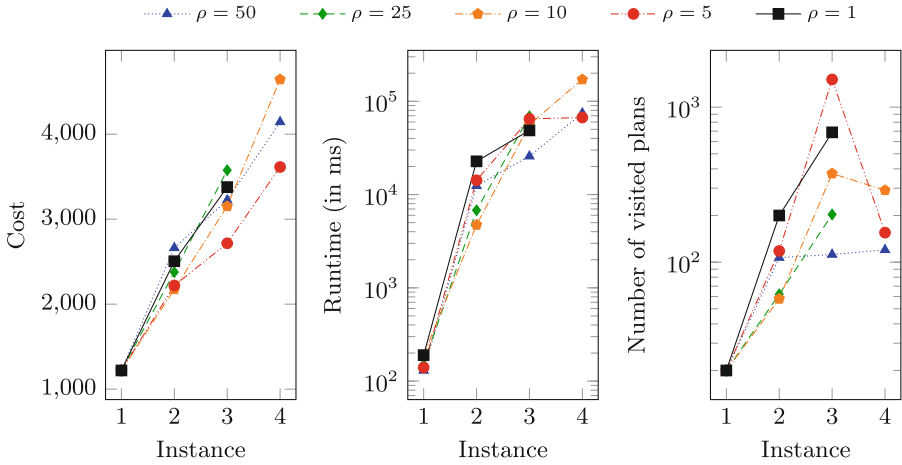 ρ = 50 ρ = 25 ρ = 10 ρ = 5 ρ = 1
Cost
4,000
3,000
2,000
1,000
1 2 3 4
Instance
Runtime (in ms)
10^5
10^4
10^3
10^2
1 2 3 4
Instance
Number of visited plans
10^3
10^2
1 2 3 4
Instance